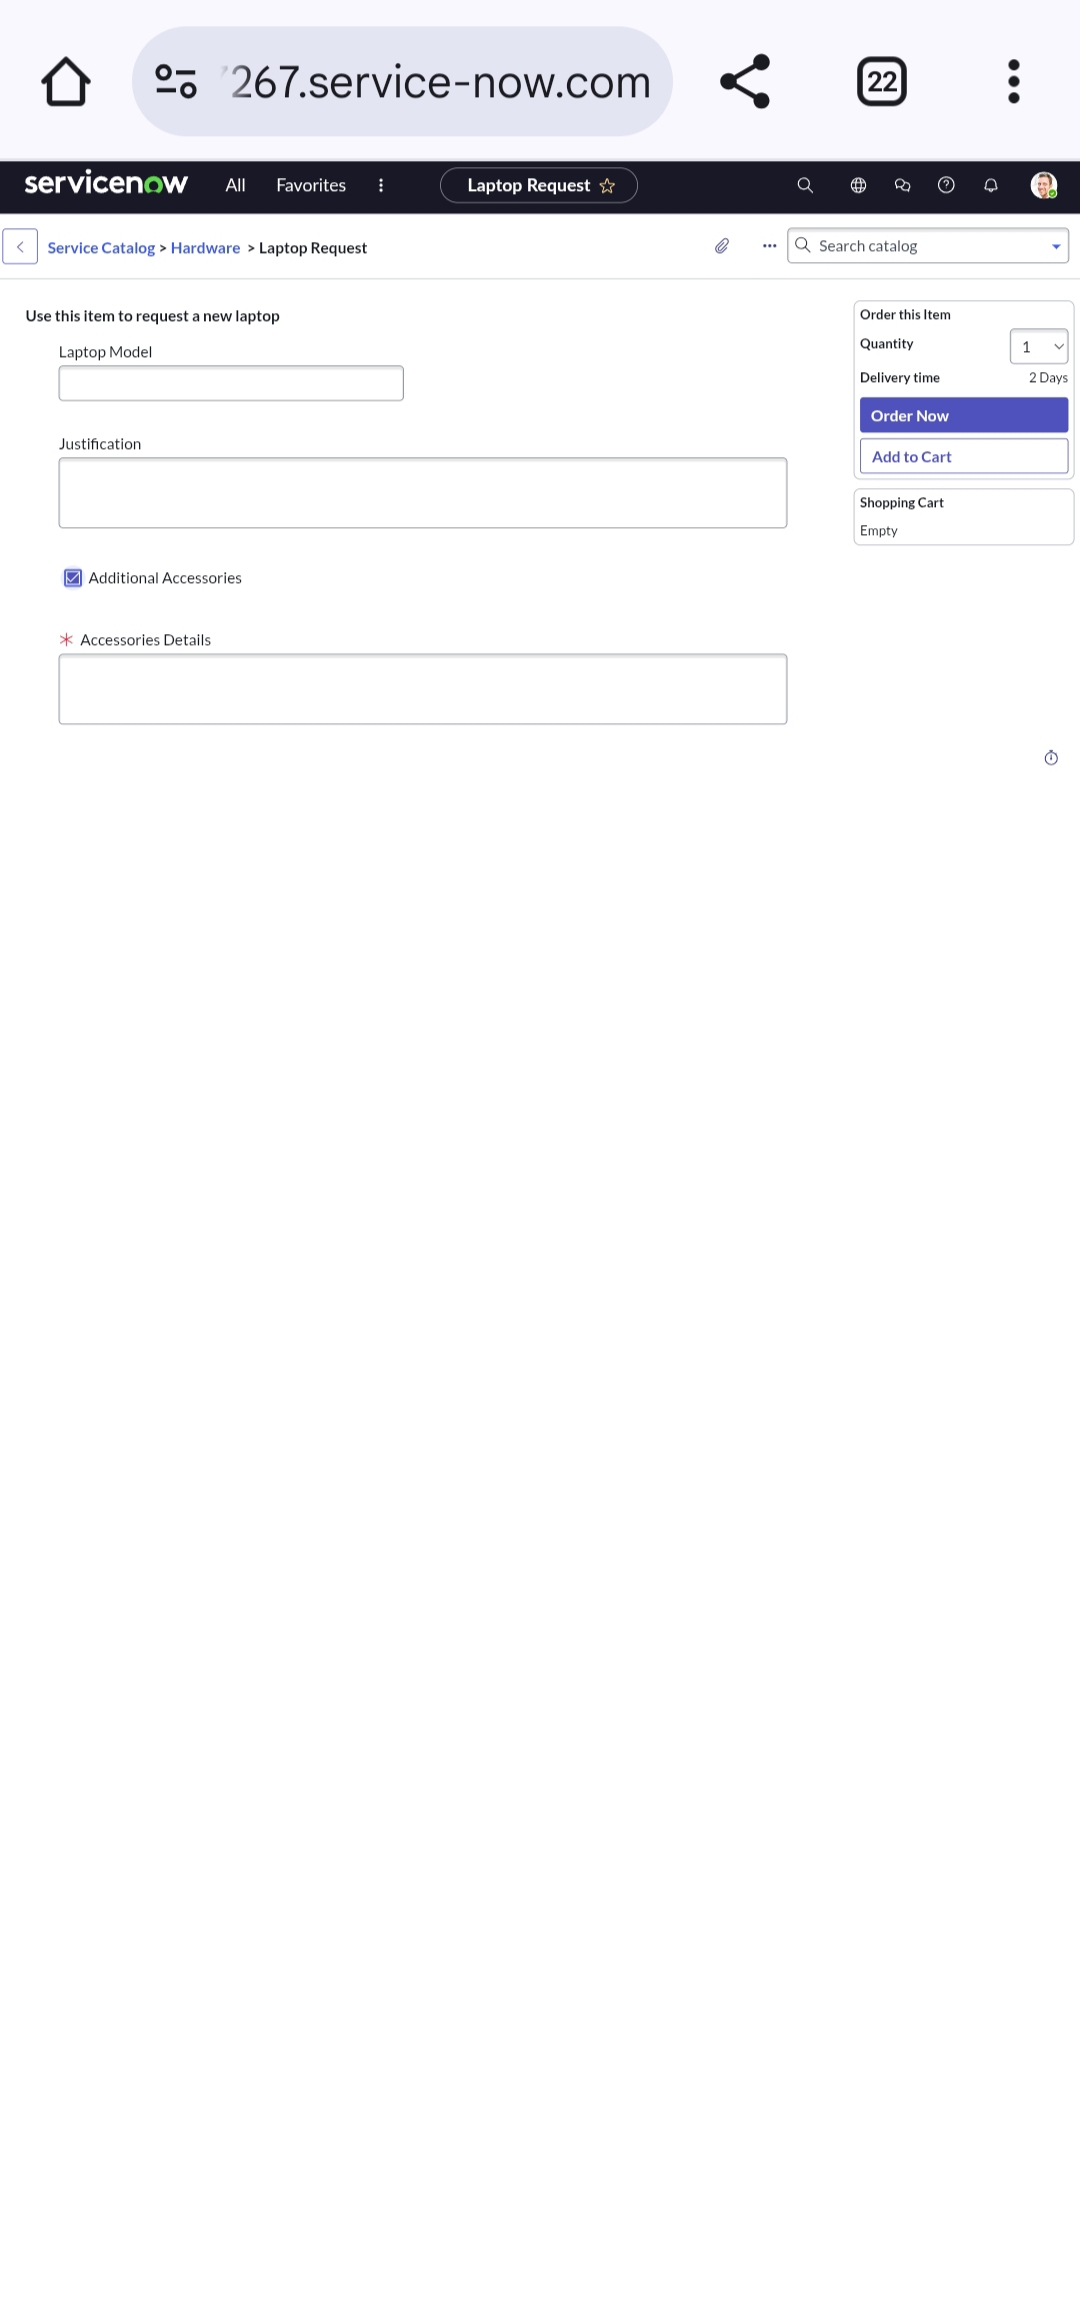 267.service-now.com
22
servicenow
All
Favorites
Laptop Request
Service Catalog > Hardware > Laptop Request
Search catalog
Use this item to request a new laptop
Laptop Model
Justification
Additional Accessories
* Accessories Details
Order this Item
Quantity
1
Delivery time
2 Days
Order Now
Add to Cart
Shopping Cart
Empty